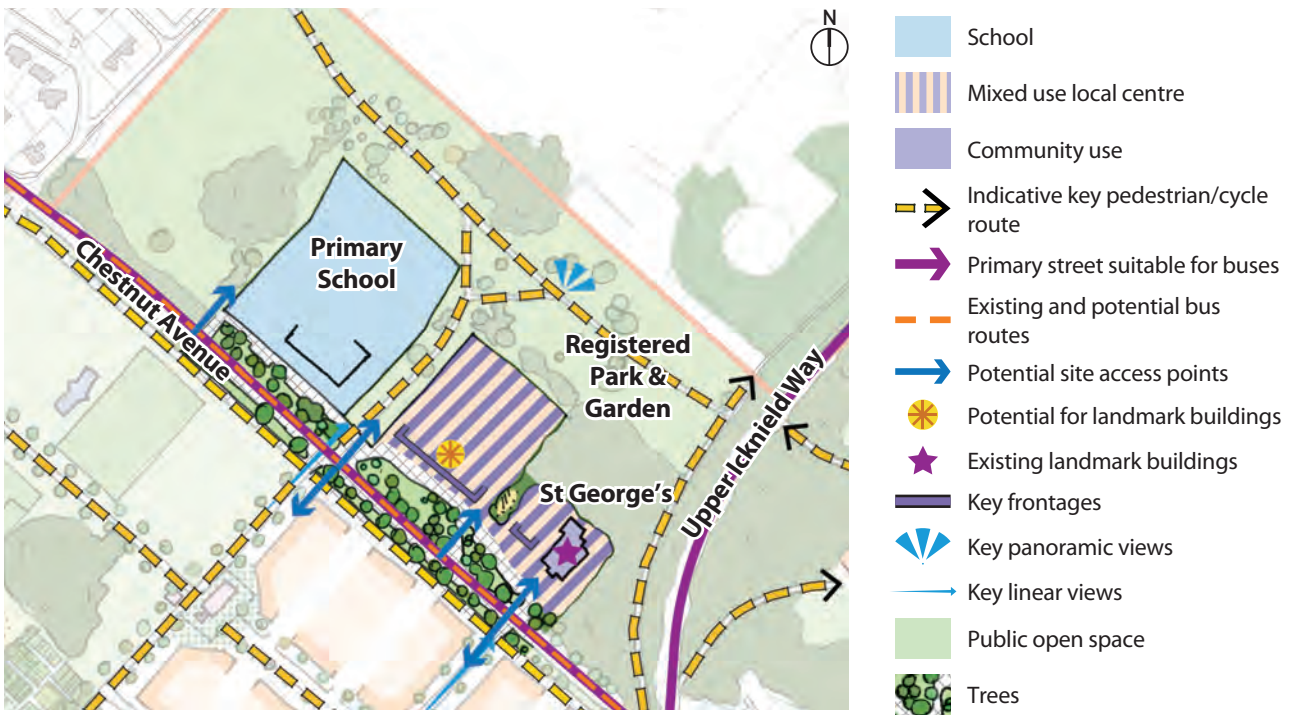 N
Primary
School
Chestnut Avenue
Registered
Park &
Garden
St George's
Upper Icknield Way
School
Mixed use local centre
Community use
Indicative key pedestrian/cycle
route
Primary street suitable for buses
Existing and potential bus
routes
Potential site access points
Potential for landmark buildings
Existing landmark buildings
Key frontages
Key panoramic views
Key linear views
Public open space
Trees